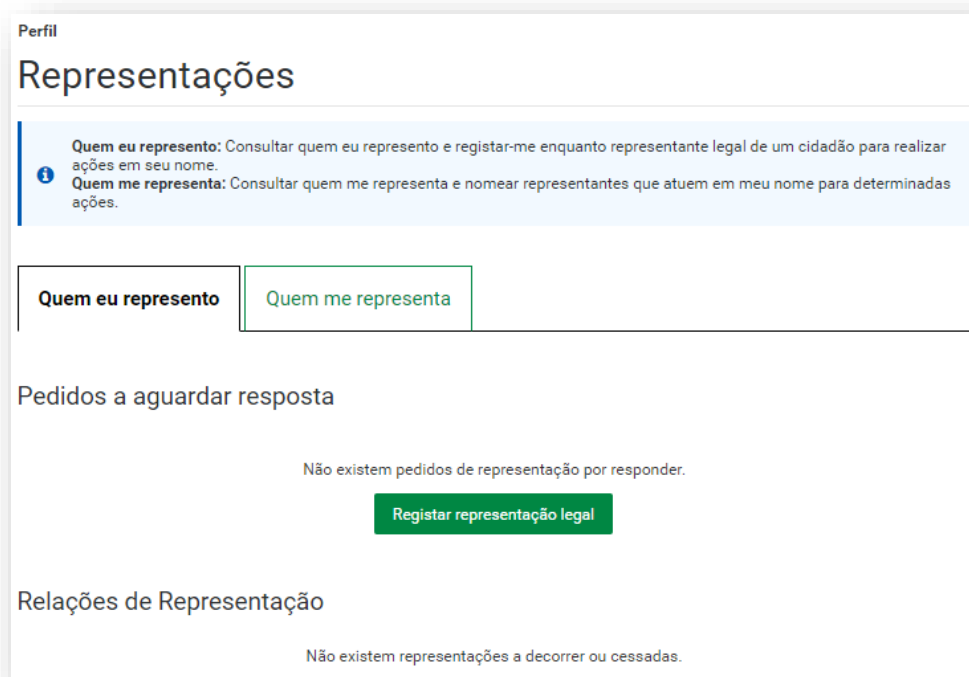 Perfil
Representações
Quem eu represento: Consultar quem eu represento e registar-me enquanto representante legal de um cidadão para realizar
ações em seu nome.
Quem me representa: Consultar quem me representa e nomear representantes que atuem em meu nome para determinadas
ações.
Quem eu represento
Quem me representa
Pedidos a aguardar resposta
Não existem pedidos de representação por responder.
Registar representação legal
Relações de Representação
Não existem representações a decorrer ou cessadas.